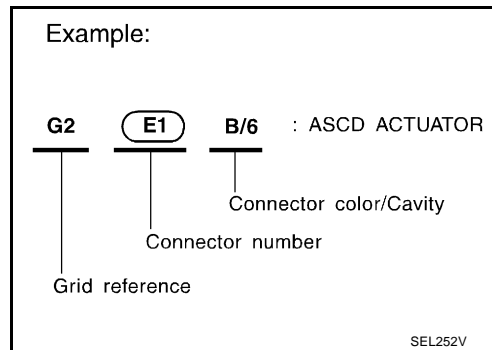 Example:
G2 E1 B/6 : ASCD ACTUATOR
Connector color/Cavity
Connector number
Grid reference
SEL252V